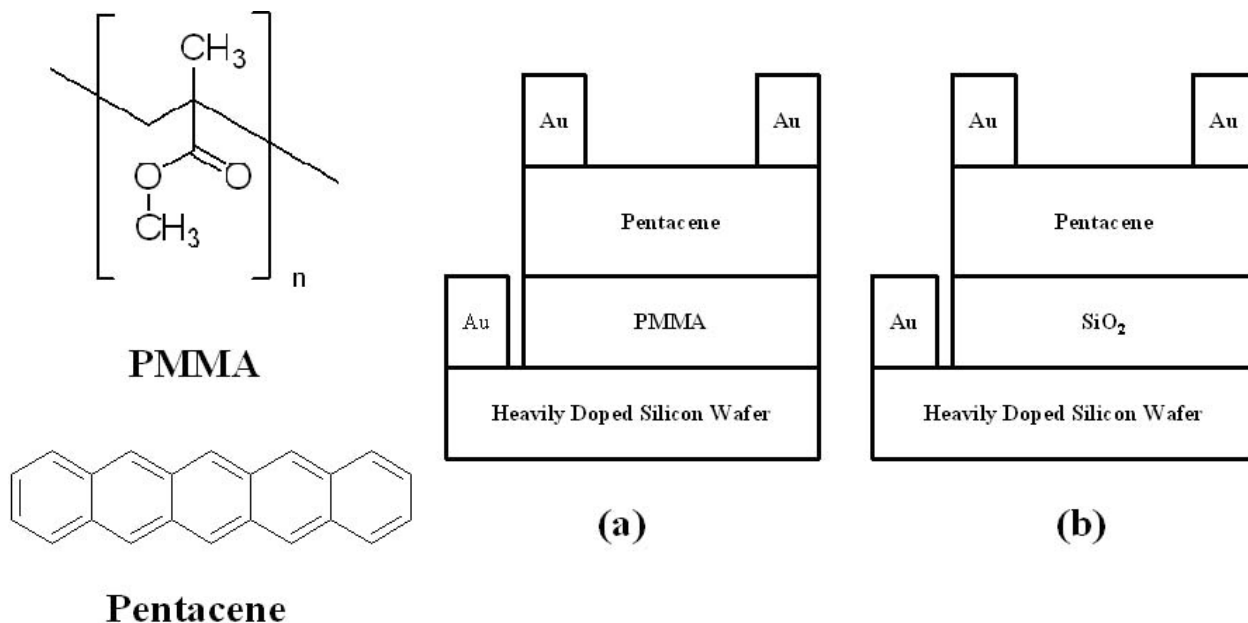 CH3
O
O
CH3
n
PMMA
Pentacene
Au
Au
Pentacene
Au
PMMA
Heavily Doped Silicon Wafer
(a)
Au
Au
Pentacene
Au
SiO2
Heavily Doped Silicon Wafer
(b)